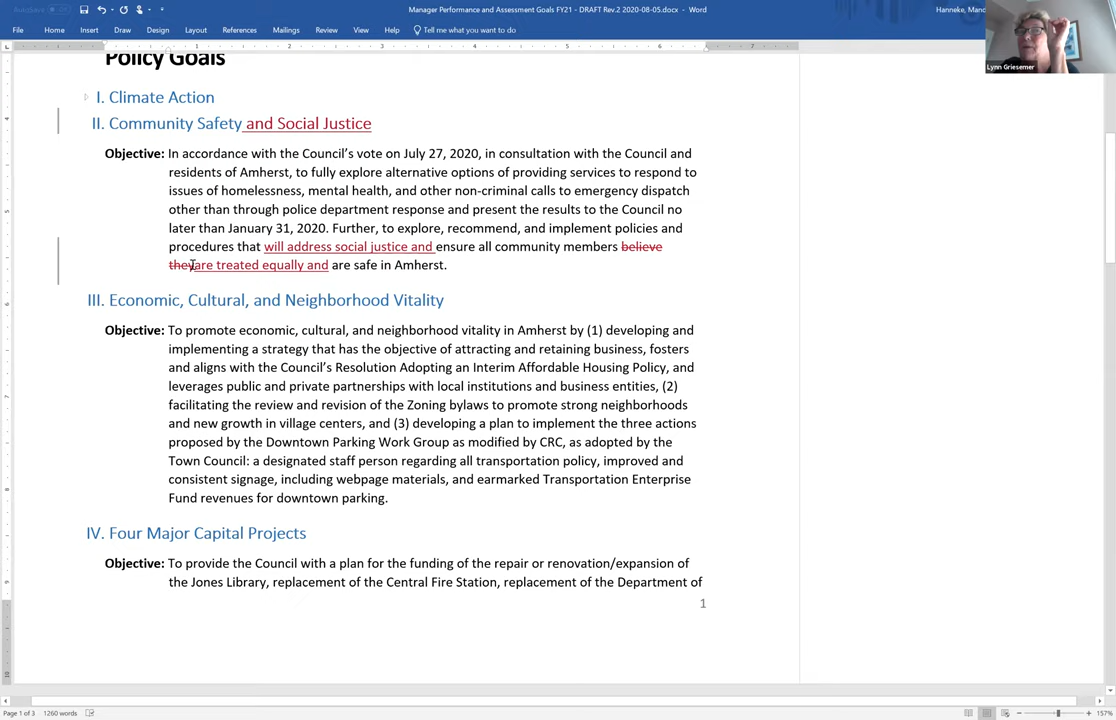 AutoSave Off
Manager Performance and Assessment Goals FY21 - DRAFT Rev.2 2020-08-05.docx - Word
Hanneke, Mand
File Home Insert Draw Design Layout References Mailings Review View Help Tell me what you want to do
Lynn Griesemer
Policy Goals
I. Climate Action
II. Community Safety and Social Justice
Objective: In accordance with the Council's vote on July 27, 2020, in consultation with the Council and
residents of Amherst, to fully explore alternative options of providing services to respond to
issues of homelessness, mental health, and other non-criminal calls to emergency dispatch
other than through police department response and present the results to the Council no
later than January 31, 2020. Further, to explore, recommend, and implement policies and
procedures that will address social justice and ensure all community members believe
theyare treated equally and are safe in Amherst.
III. Economic, Cultural, and Neighborhood Vitality
Objective: To promote economic, cultural, and neighborhood vitality in Amherst by (1) developing and
implementing a strategy that has the objective of attracting and retaining business, fosters
and aligns with the Council's Resolution Adopting an Interim Affordable Housing Policy, and
leverages public and private partnerships with local institutions and business entities, (2)
facilitating the review and revision of the Zoning bylaws to promote strong neighborhoods
and new growth in village centers, and (3) developing a plan to implement the three actions
proposed by the Downtown Parking Work Group as modified by CRC, as adopted by the
Town Council: a designated staff person regarding all transportation policy, improved and
consistent signage, including webpage materials, and earmarked Transportation Enterprise
Fund revenues for downtown parking.
IV. Four Major Capital Projects
Objective: To provide the Council with a plan for the funding of the repair or renovation/expansion of
the Jones Library, replacement of the Central Fire Station, replacement of the Department of
1
Page 1 of 3 1260 words
157%